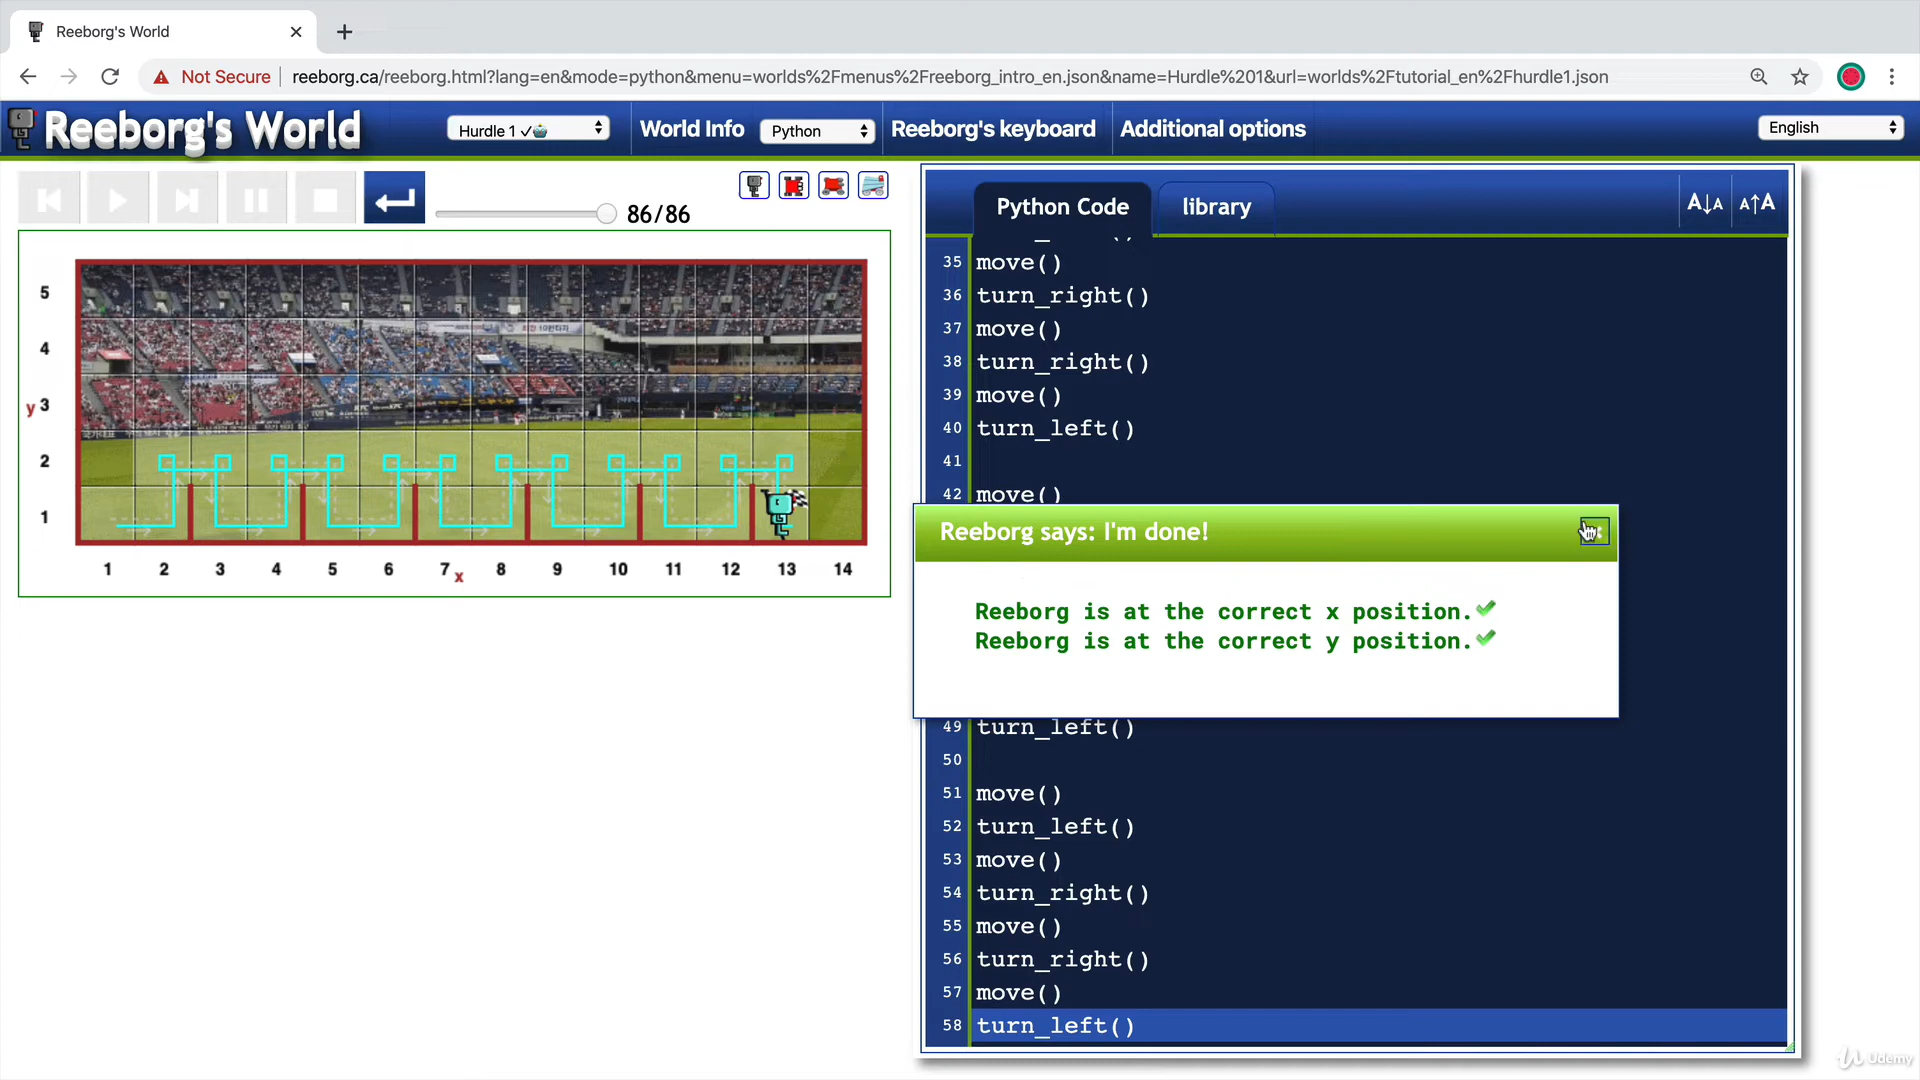 Reeborg's World
Not Secure reeborg.ca/reeborg.html?lang=en&mode=python&menu=worlds%2Fmenus%2Freeborg_intro_en.json&name=Hurdle%201&url=worlds%2Ftutorial_en%2Fhurdle1.json
Reeborg's World
Hurdle 1 ✓
World Info
Python
Reeborg's keyboard
Additional options
English
86/86
Python Code
library
A↓A
A↑A
5
4
y 3
2
1
1 2 3 4 5 6 7 x 8 9 10 11 12 13 14
35 move()
36 turn_right()
37 move()
38 turn_right()
39 move()
40 turn_left()
41
42 move()
Reeborg says: I'm done!
Reeborg is at the correct x position.✔
Reeborg is at the correct y position.✔
49 turn_left()
50
51 move()
52 turn_left()
53 move()
54 turn_right()
55 move()
56 turn_right()
57 move()
58 turn_left()
Udemy